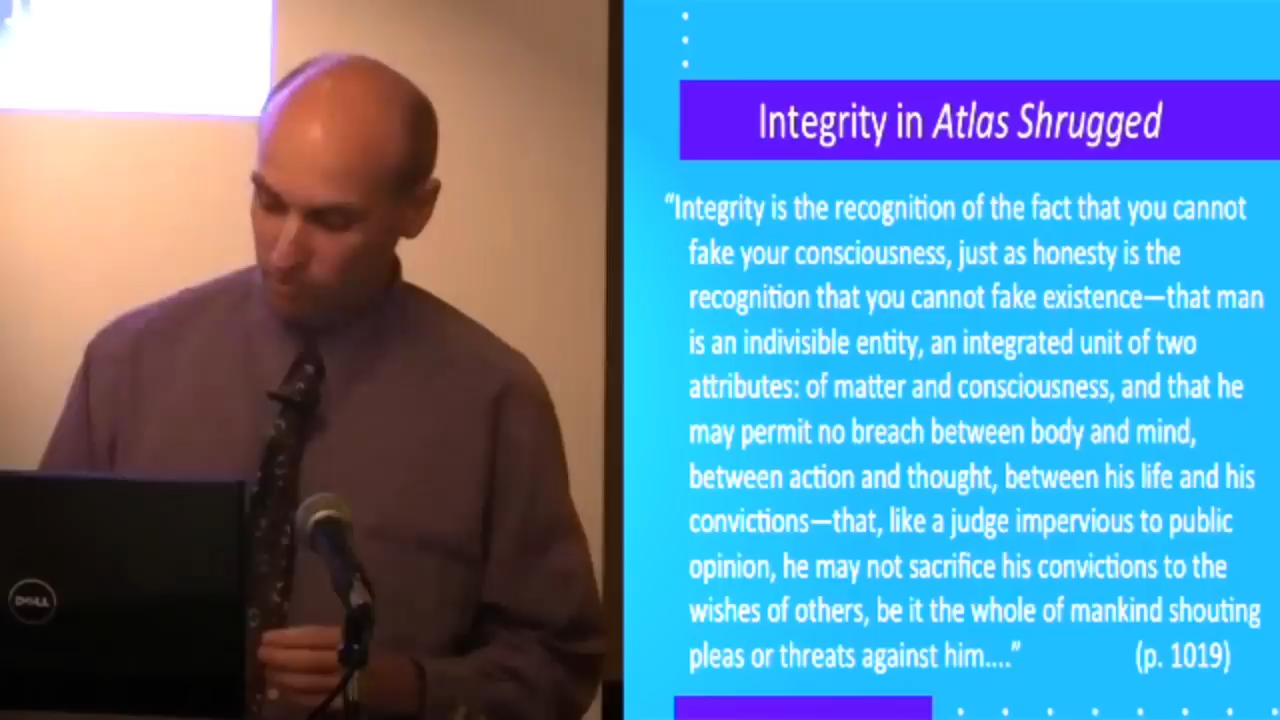 Integrity in Atlas Shrugged
“Integrity is the recognition of the fact that you cannot
fake your consciousness, just as honesty is the
recognition that you cannot fake existence—that man
is an indivisible entity, an integrated unit of two
attributes: of matter and consciousness, and that he
may permit no breach between body and mind,
between action and thought, between his life and his
convictions—that, like a judge impervious to public
opinion, he may not sacrifice his convictions to the
wishes of others, be it the whole of mankind shouting
pleas or threats against him....” (p. 1019)
DELL